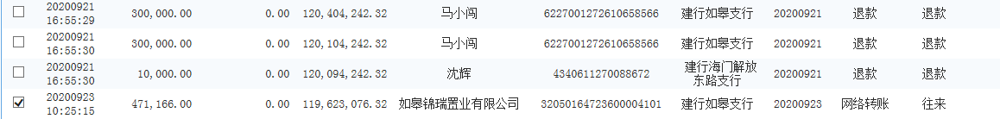 20200921 16:55:29 300,000.00 0.00 120,404,242.32 马小闯 6227001272610658566 建行如皋支行 20200921 退款 退款
20200921 16:55:30 300,000.00 0.00 120,104,242.32 马小闯 6227001272610658566 建行如皋支行 20200921 退款 退款
20200921 16:55:30 10,000.00 0.00 120,094,242.32 沈辉 4340611270088672 建行海门解放东路支行 20200921 退款 退款
20200923 10:25:15 471,166.00 0.00 119,623,076.32 如皋锦瑞置业有限公司 32050164723600004101 建行如皋支行 20200923 网络转账 往来